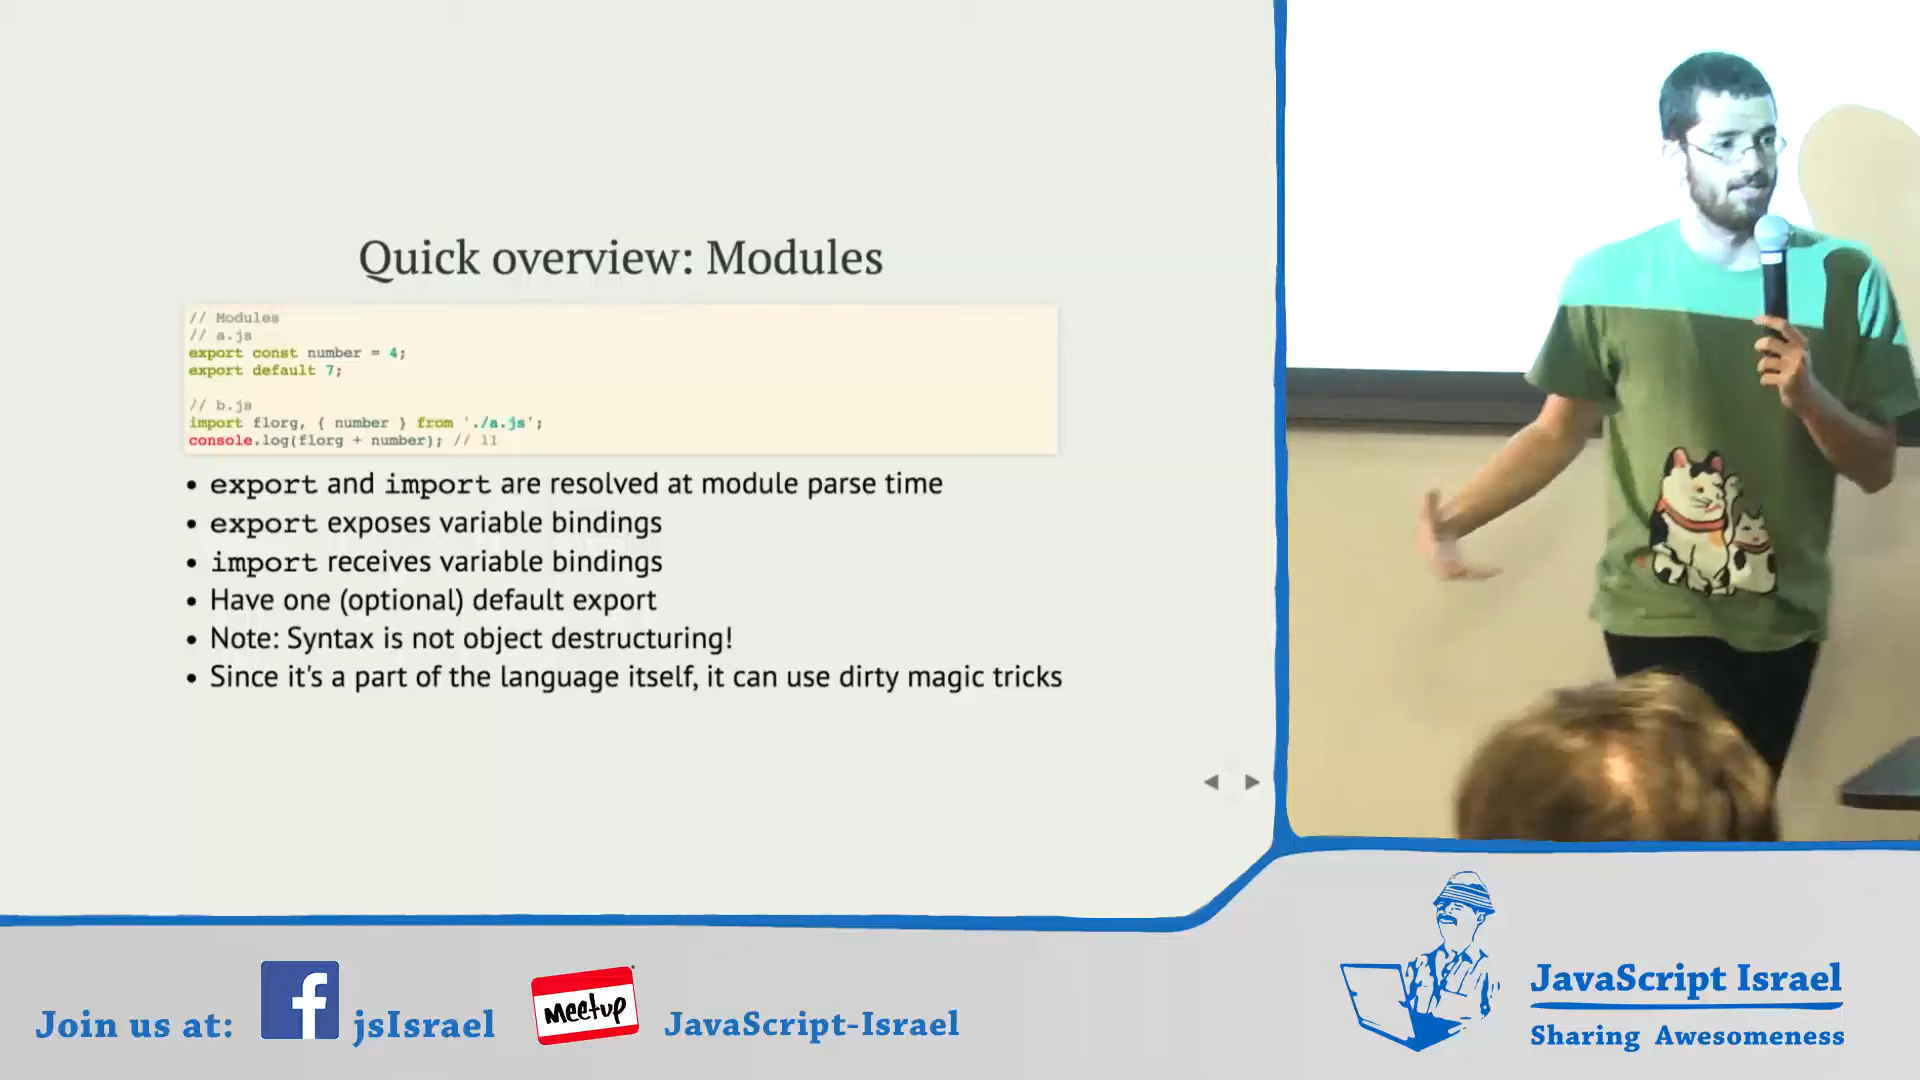 Quick overview: Modules
// Modules
// a.js
export const number = 4;
export default 7;
// b.js
import florg, { number } from './a.js';
console.log(florg + number); // 11
• export and import are resolved at module parse time
• export exposes variable bindings
• import receives variable bindings
• Have one (optional) default export
• Note: Syntax is not object destructuring!
• Since it's a part of the language itself, it can use dirty magic tricks
Join us at:
f
jsIsrael
meetup
JavaScript-Israel
JavaScript Israel
Sharing Awesomeness